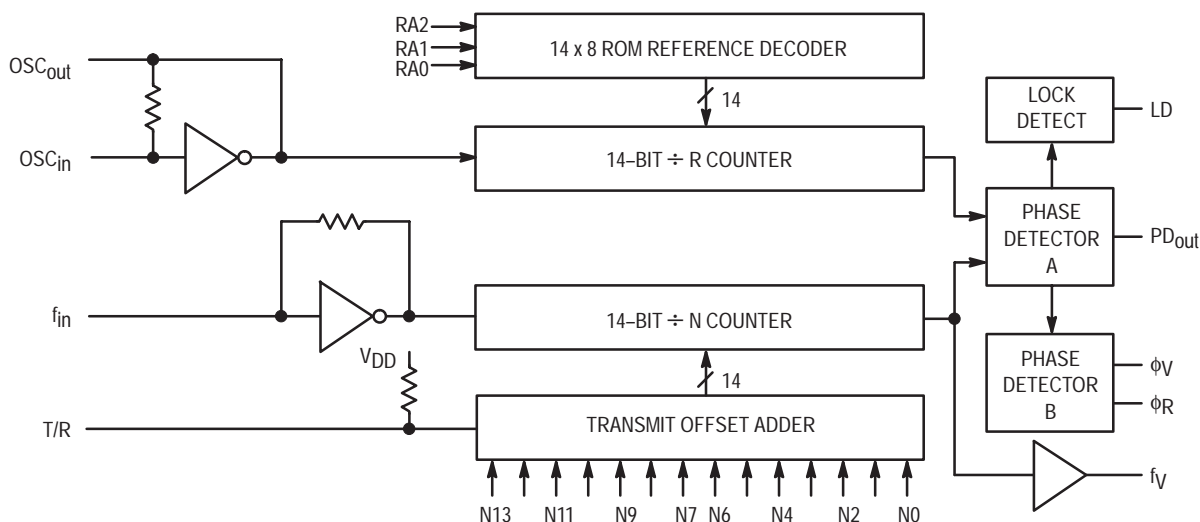 RA2
RA1
RA0
14 x 8 ROM REFERENCE DECODER
OSCout
14
LOCK
DETECT
LD
OSCin
14–BIT ÷ R COUNTER
PHASE
DETECTOR
A
PDout
fin
14–BIT ÷ N COUNTER
VDD
14
PHASE
DETECTOR
B
ϕV
ϕR
T/R
TRANSMIT OFFSET ADDER
fV
N13 N11 N9 N7 N6 N4 N2 N0